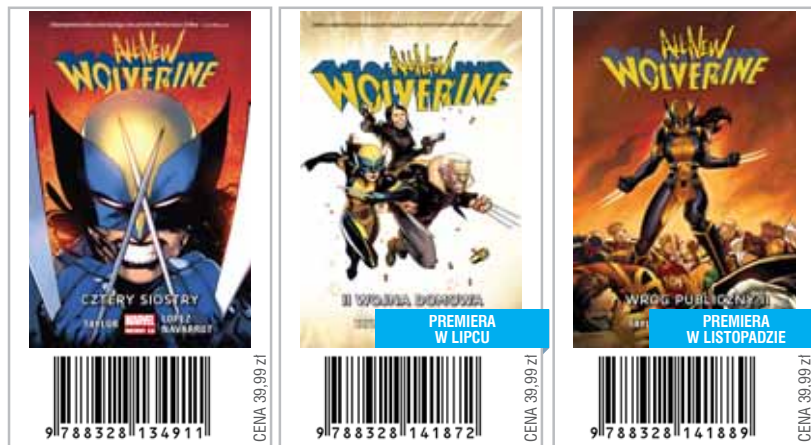 ALL-NEW
WOLVERINE
CZTERY SIOSTRY
TAYLOR
MARVEL
LOPEZ
NAVARROT
9 788328 134911
CENA 39,99 zł
ALL-NEW
WOLVERINE
II WOJNA DOMOWA
PREMIERA
W LIPCU
9 788328 141872
CENA 39,99 zł
ALL-NEW
WOLVERINE
WRÓG PUBLICZNY II
PREMIERA
W LISTOPADZIE
9 788328 141889
CENA 39,99 zł